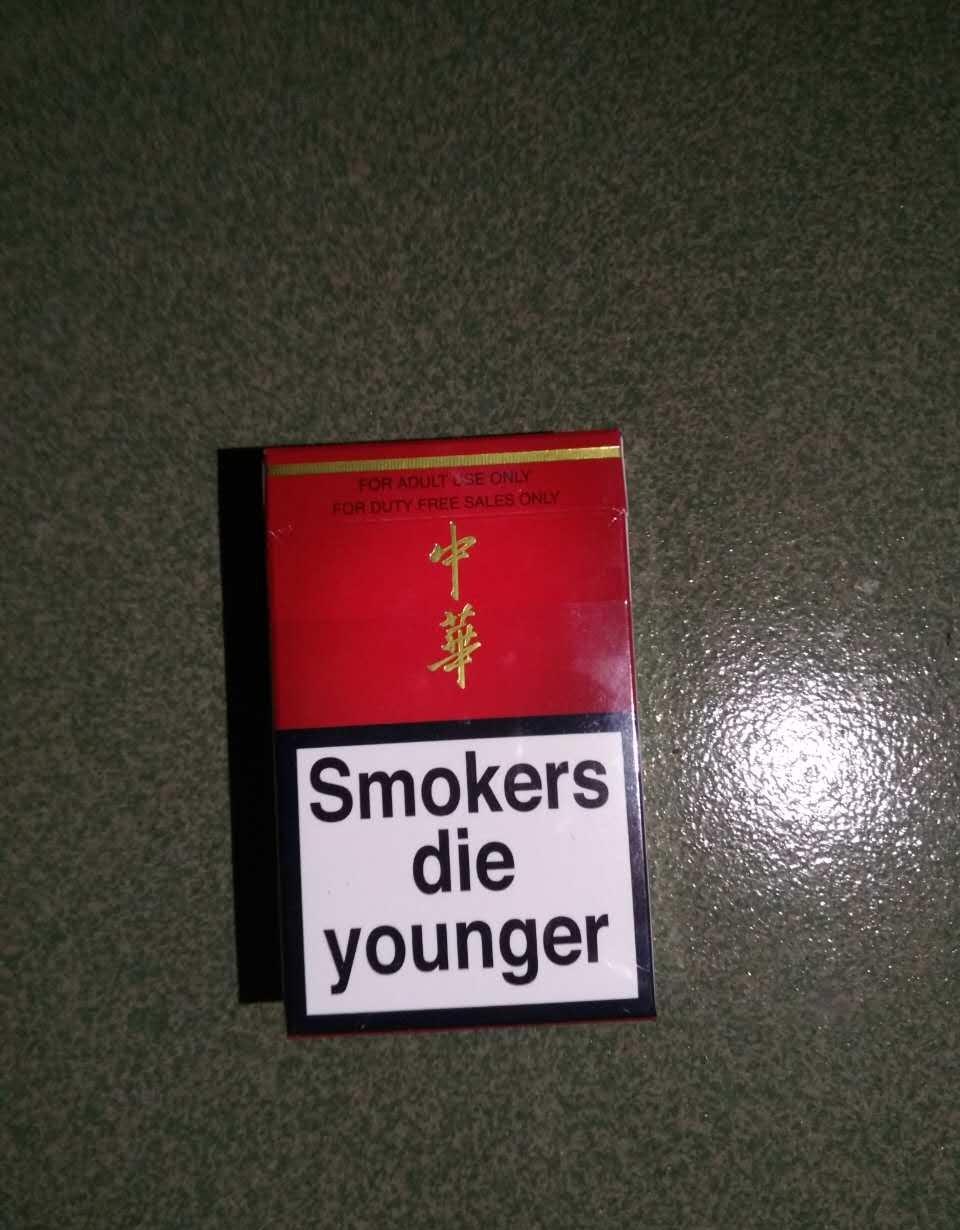 FOR ADULT USE ONLY
FOR DUTY FREE SALES ONLY
中
華
Smokers
die
younger